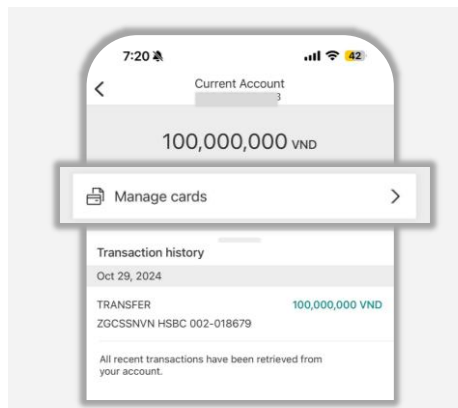 7:20
42
Current Account
3
100,000,000 VND
Manage cards
Transaction history
Oct 29, 2024
TRANSFER 100,000,000 VND
ZGCSSNVN HSBC 002-018679
All recent transactions have been retrieved from
your account.